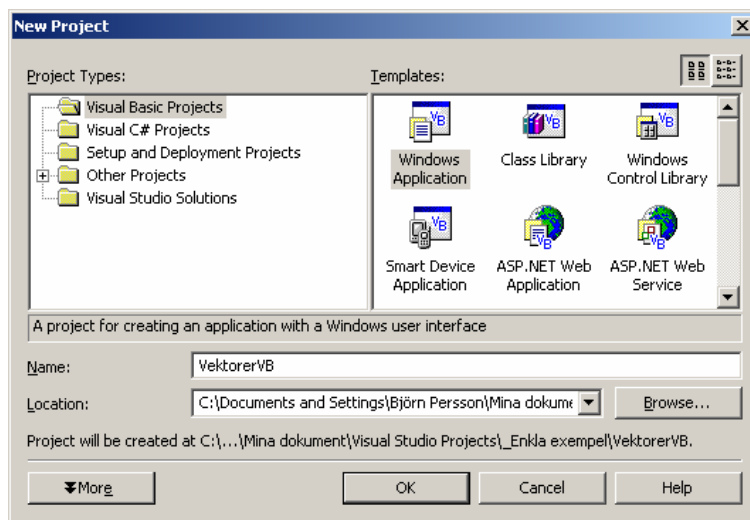 New Project
Project Types:
Templates:
Visual Basic Projects
Visual C# Projects
Setup and Deployment Projects
Other Projects
Visual Studio Solutions
Windows Application
Class Library
Windows Control Library
Smart Device Application
ASP.NET Web Application
ASP.NET Web Service
A project for creating an application with a Windows user interface
Name:
VektorerVB
Location:
C:\Documents and Settings\Björn Persson\Mina dokume
Browse...
Project will be created at C:\...\Mina dokument\Visual Studio Projects\_Enkla exempel\VektorerVB.
More
OK
Cancel
Help